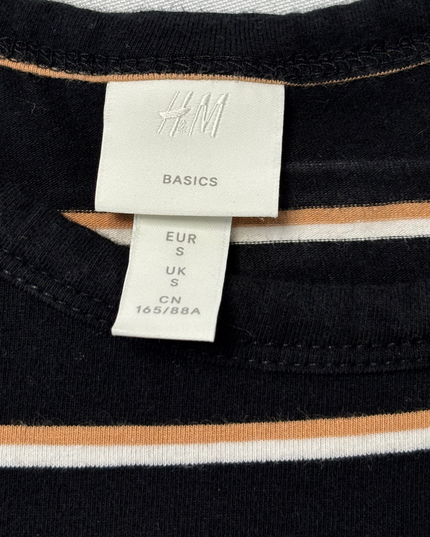 H&M
BASICS
EUR
S
UK
S
CN
165/88A